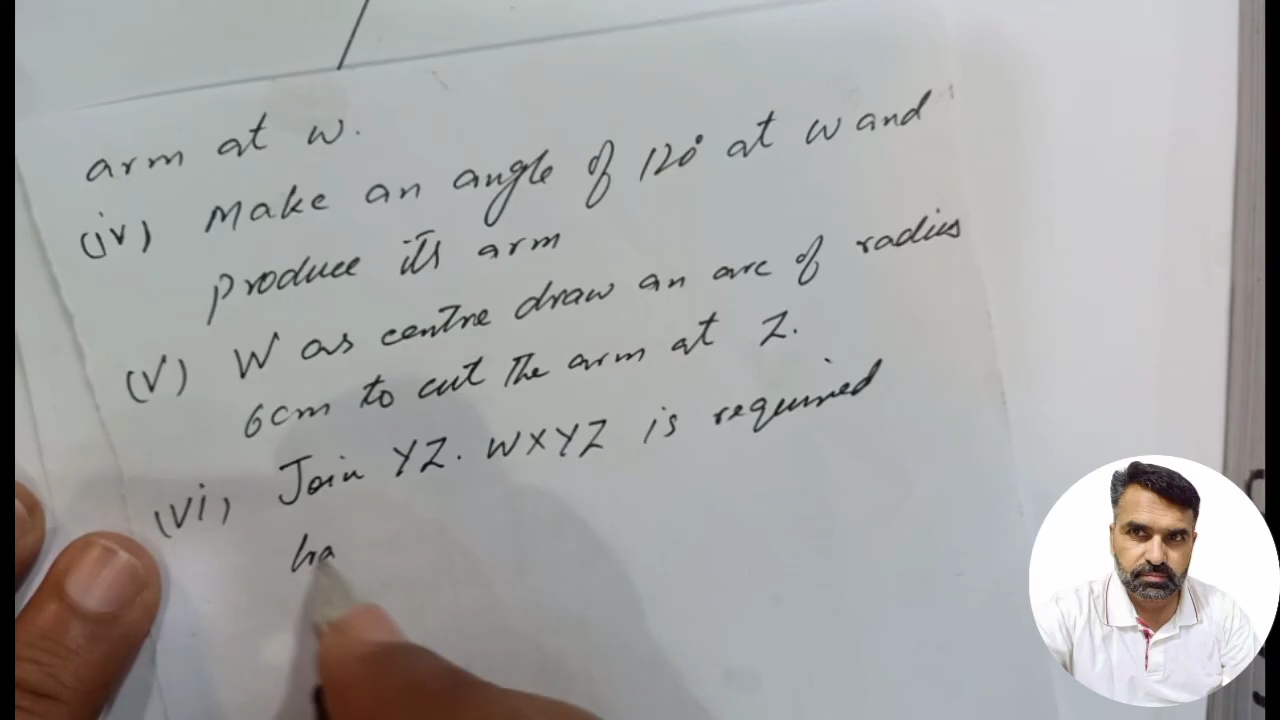 arm at W.
(iv) Make an angle of 120° at W and
produce its arm
(v) W as centre draw an arc of radius
6cm to cut the arm at Z.
(vi) Join YZ. WXYZ is required
ha